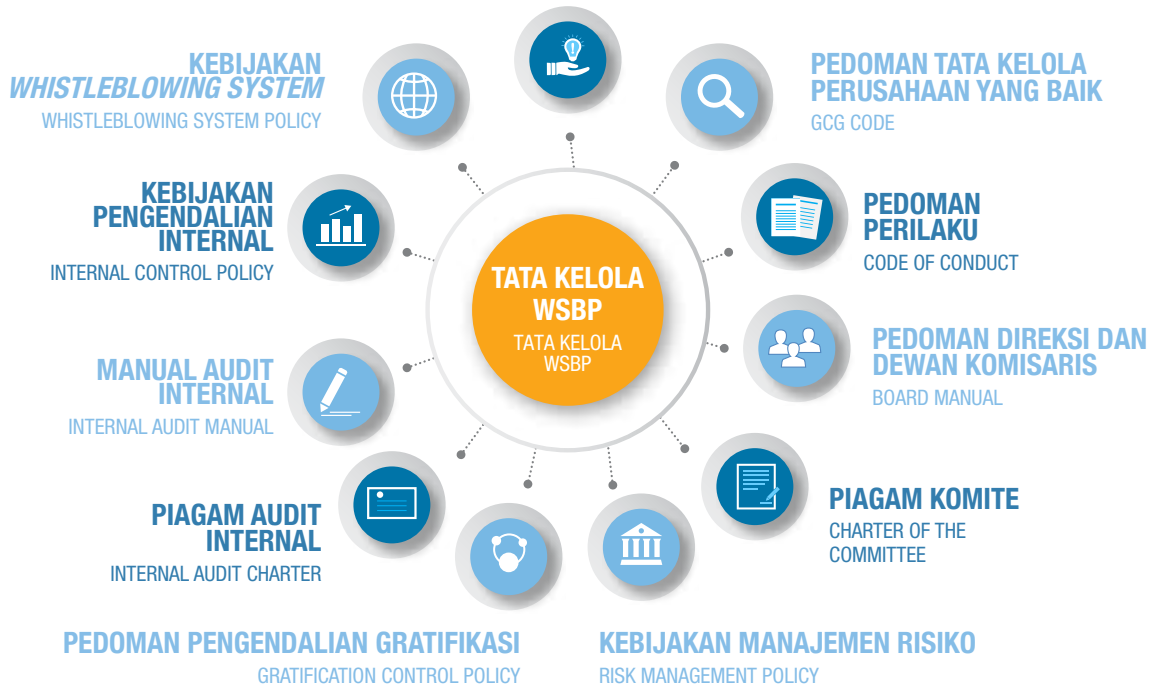 KEBIJAKAN
WHISTLEBLOWING SYSTEM
WHISTLEBLOWING SYSTEM POLICY
PEDOMAN TATA KELOLA
PERUSAHAAN YANG BAIK
GCG CODE
KEBIJAKAN
PENGENDALIAN
INTERNAL
INTERNAL CONTROL POLICY
PEDOMAN
PERILAKU
CODE OF CONDUCT
TATA KELOLA
WSBP
TATA KELOLA
WSBP
MANUAL AUDIT
INTERNAL
INTERNAL AUDIT MANUAL
PEDOMAN DIREKSI DAN
DEWAN KOMISARIS
BOARD MANUAL
PIAGAM AUDIT
INTERNAL
INTERNAL AUDIT CHARTER
PIAGAM KOMITE
CHARTER OF THE
COMMITTEE
PEDOMAN PENGENDALIAN GRATIFIKASI
GRATIFICATION CONTROL POLICY
KEBIJAKAN MANAJEMEN RISIKO
RISK MANAGEMENT POLICY